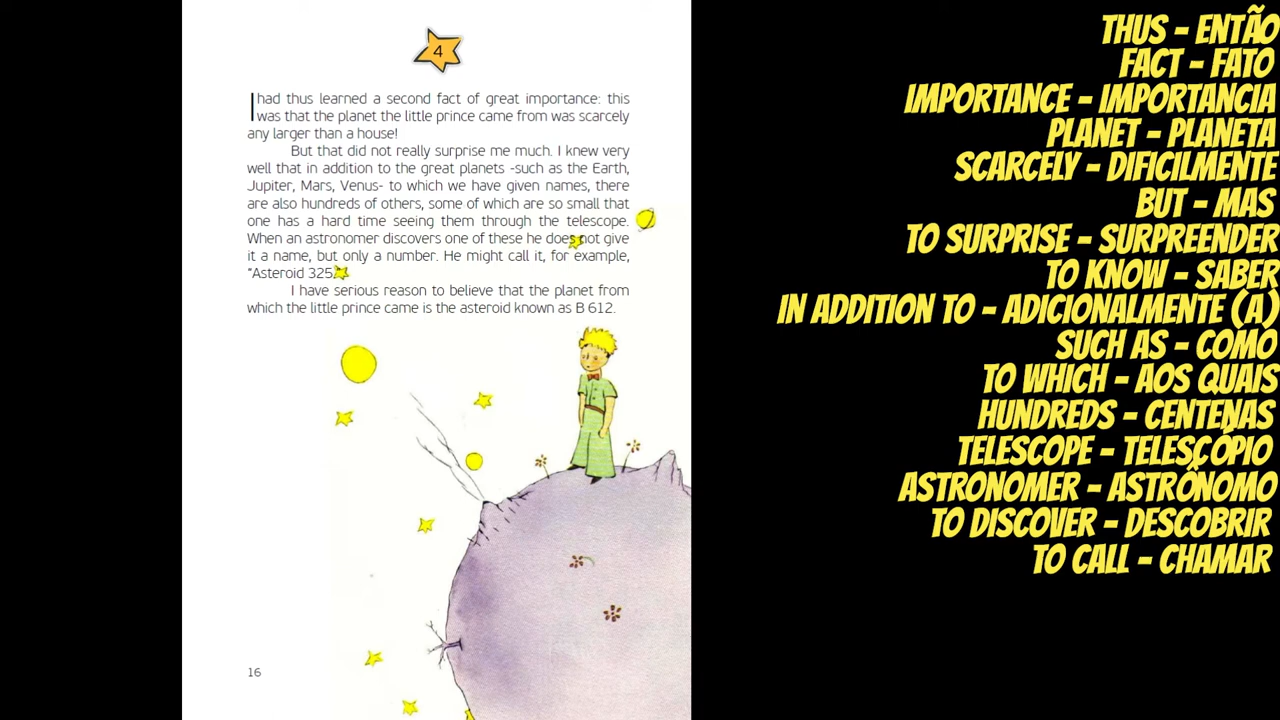 4
I had thus learned a second fact of great importance: this
was that the planet the little prince came from was scarcely
any larger than a house!
But that did not really surprise me much. I knew very
well that in addition to the great planets -such as the Earth,
Jupiter, Mars, Venus- to which we have given names, there
are also hundreds of others, some of which are so small that
one has a hard time seeing them through the telescope.
When an astronomer discovers one of these he does not give
it a name, but only a number. He might call it, for example,
“Asteroid 325.”
I have serious reason to believe that the planet from
which the little prince came is the asteroid known as B 612.
16
THUS – ENTÃO
FACT – FATO
IMPORTANCE – IMPORTANCIA
PLANET – PLANETA
SCARCELY – DIFICILMENTE
BUT – MAS
TO SURPRISE – SURPREENDER
TO KNOW – SABER
IN ADDITION TO – ADICIONALMENTE (A)
SUCH AS – COMO
TO WHICH – AOS QUAIS
HUNDREDS – CENTENAS
TELESCOPE – TELESCÓPIO
ASTRONOMER – ASTRÔNOMO
TO DISCOVER – DESCOBRIR
TO CALL – CHAMAR